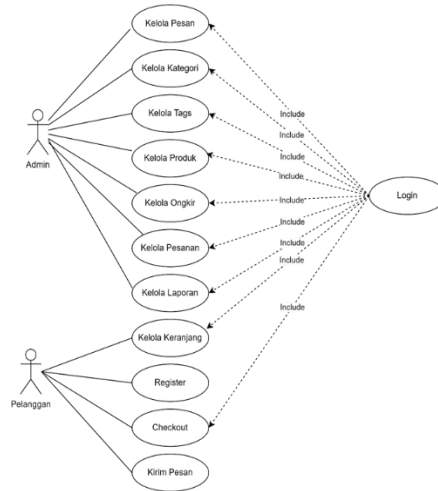 Kelola Pesan
Kelola Kategori
Include
Kelola Tags
Include
Admin
Include
Kelola Produk
Include
Login
Kelola Ongkir
Include
Include
Kelola Pesanan
Include
Include
Kelola Laporan
Include
Kelola Keranjang
Register
Pelanggan
Checkout
Kirim Pesan